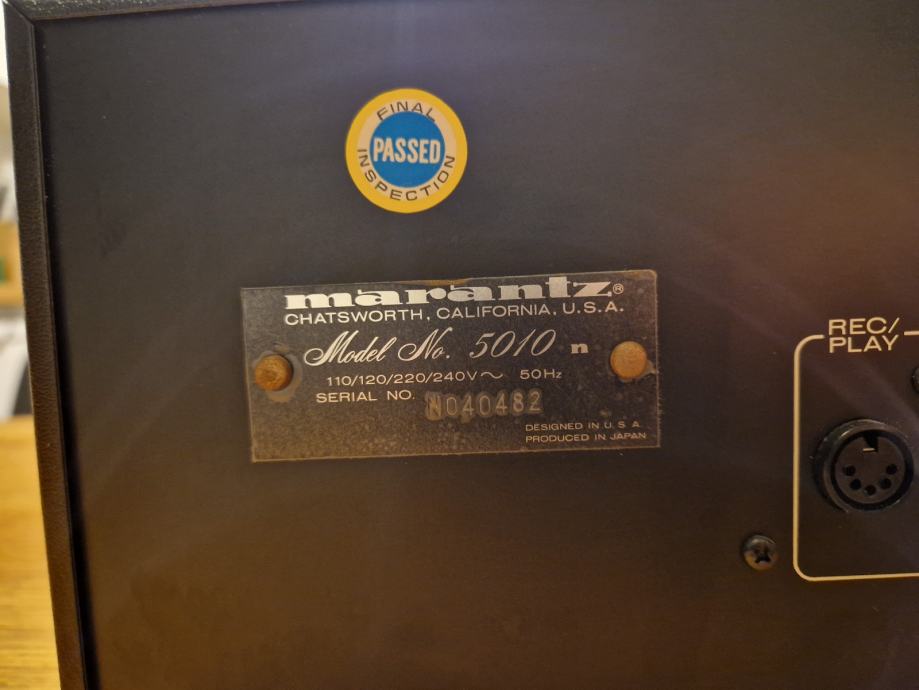 FINAL
PASSED
INSPECTION
marantz®
CHATSWORTH, CALIFORNIA, U.S.A.
Model No. 5010 n
110/120/220/240V～ 50Hz
SERIAL NO. NO40482
DESIGNED IN U. S. A.
PRODUCED IN JAPAN
REC/
PLAY